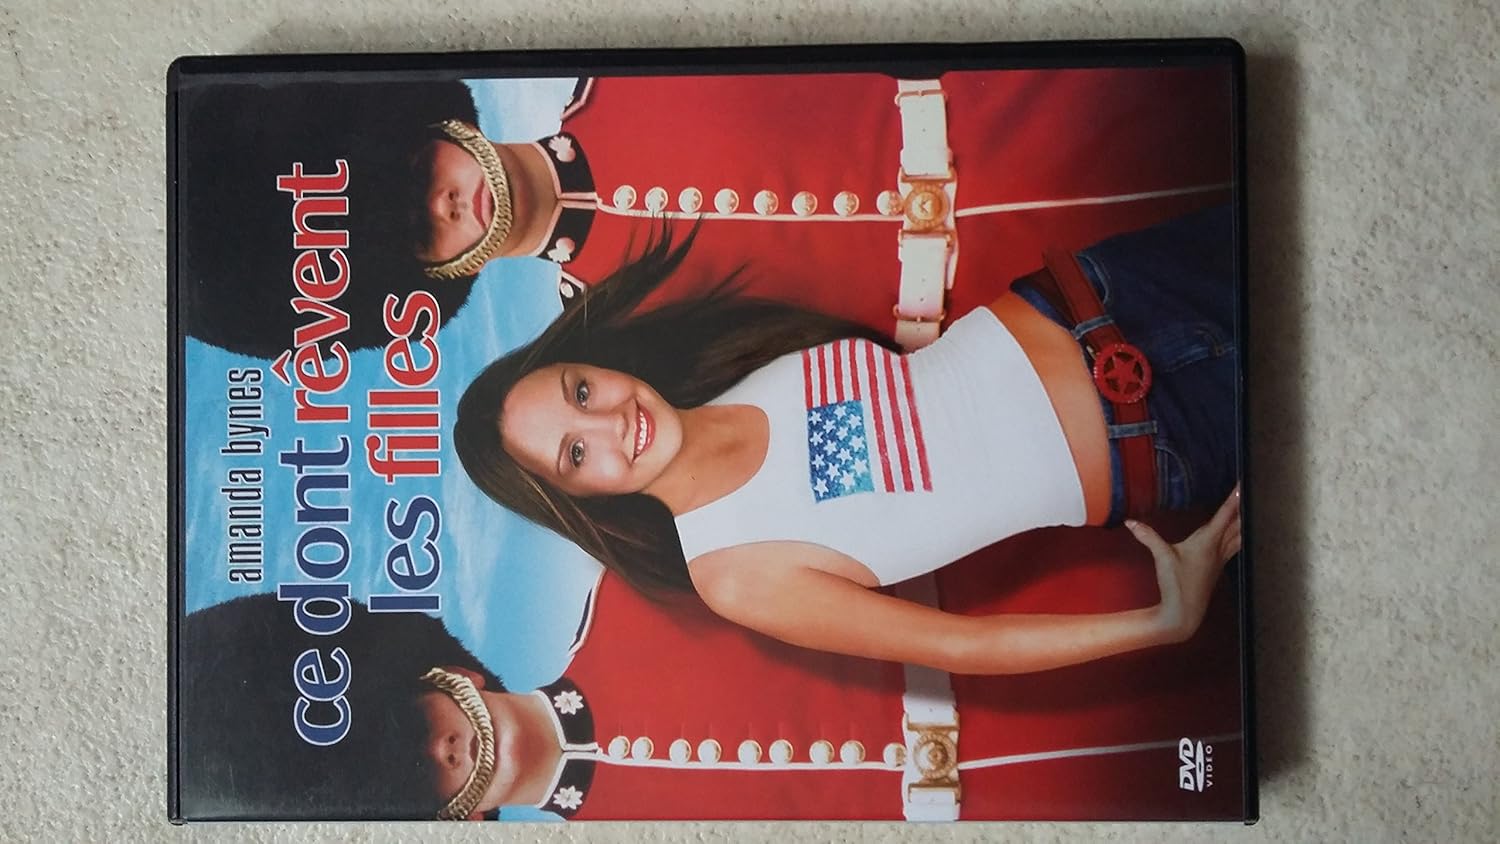 amanda bynes
ce dont rêvent
les filles
DVD
VIDEO